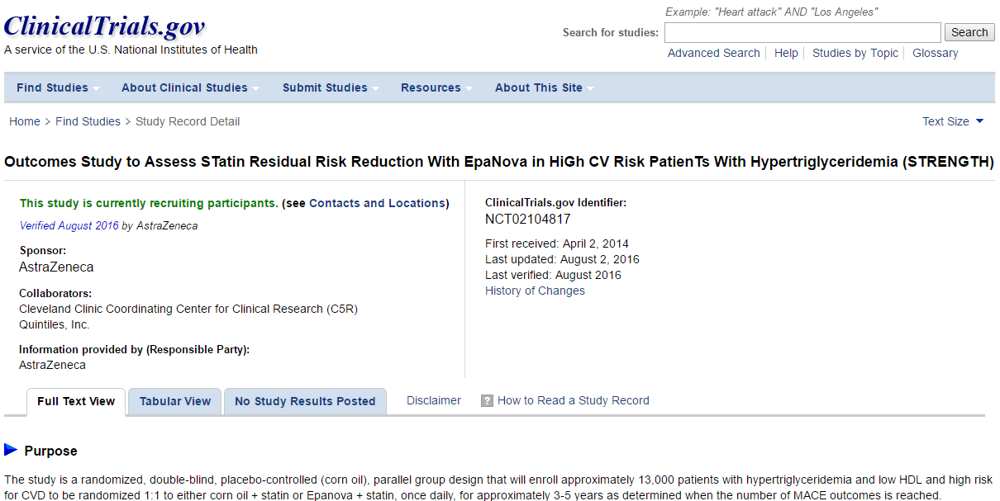 ClinicalTrials.gov
A service of the U.S. National Institutes of Health
Example: "Heart attack" AND "Los Angeles"
Search for studies:
Search
Advanced Search
Help
Studies by Topic
Glossary
Find Studies
About Clinical Studies
Submit Studies
Resources
About This Site
Home > Find Studies > Study Record Detail
Text Size
Outcomes Study to Assess STatin Residual Risk Reduction With EpaNova in HiGh CV Risk PatienTs With Hypertriglyceridemia (STRENGTH)
This study is currently recruiting participants. (see Contacts and Locations)
Verified August 2016 by AstraZeneca
Sponsor:
AstraZeneca
Collaborators:
Cleveland Clinic Coordinating Center for Clinical Research (C5R)
Quintiles, Inc.
Information provided by (Responsible Party):
AstraZeneca
ClinicalTrials.gov Identifier:
NCT02104817
First received: April 2, 2014
Last updated: August 2, 2016
Last verified: August 2016
History of Changes
Full Text View
Tabular View
No Study Results Posted
Disclaimer
? How to Read a Study Record
Purpose
The study is a randomized, double-blind, placebo-controlled (corn oil), parallel group design that will enroll approximately 13,000 patients with hypertriglyceridemia and low HDL and high risk
for CVD to be randomized 1:1 to either corn oil + statin or Epanova + statin, once daily, for approximately 3-5 years as determined when the number of MACE outcomes is reached.